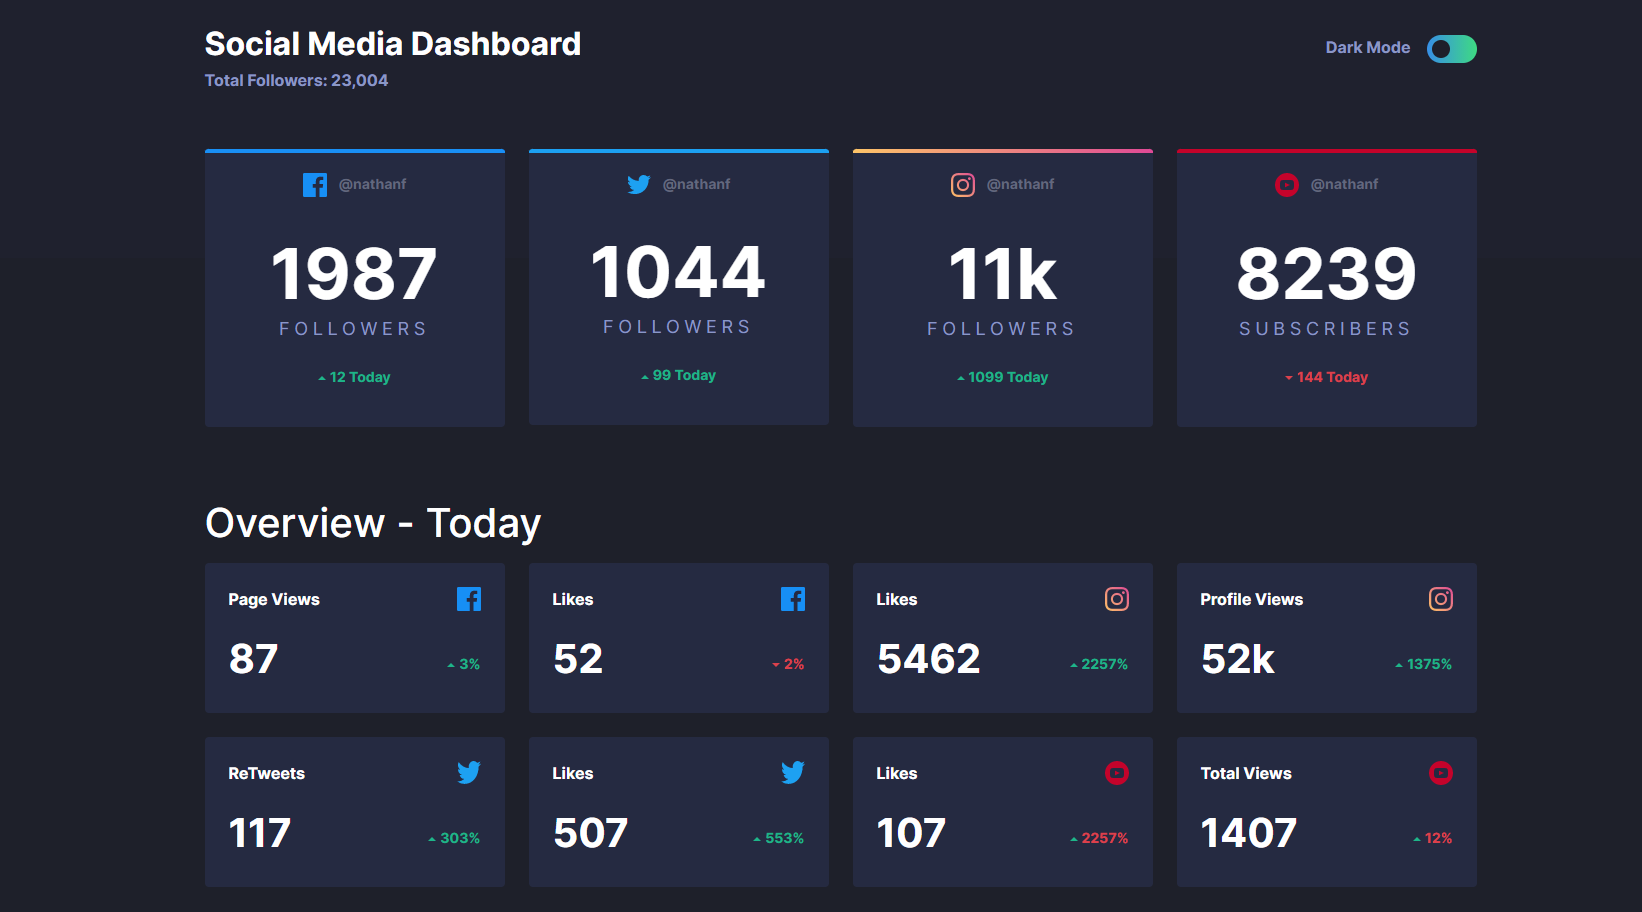 Social Media Dashboard
Total Followers: 23,004
Dark Mode
@nathanf
1987
FOLLOWERS
12 Today
@nathanf
1044
FOLLOWERS
99 Today
@nathanf
11k
FOLLOWERS
1099 Today
@nathanf
8239
SUBSCRIBERS
144 Today
Overview - Today
Page Views
87
3%
Likes
52
2%
Likes
5462
2257%
Profile Views
52k
1375%
ReTweets
117
303%
Likes
507
553%
Likes
107
2257%
Total Views
1407
12%